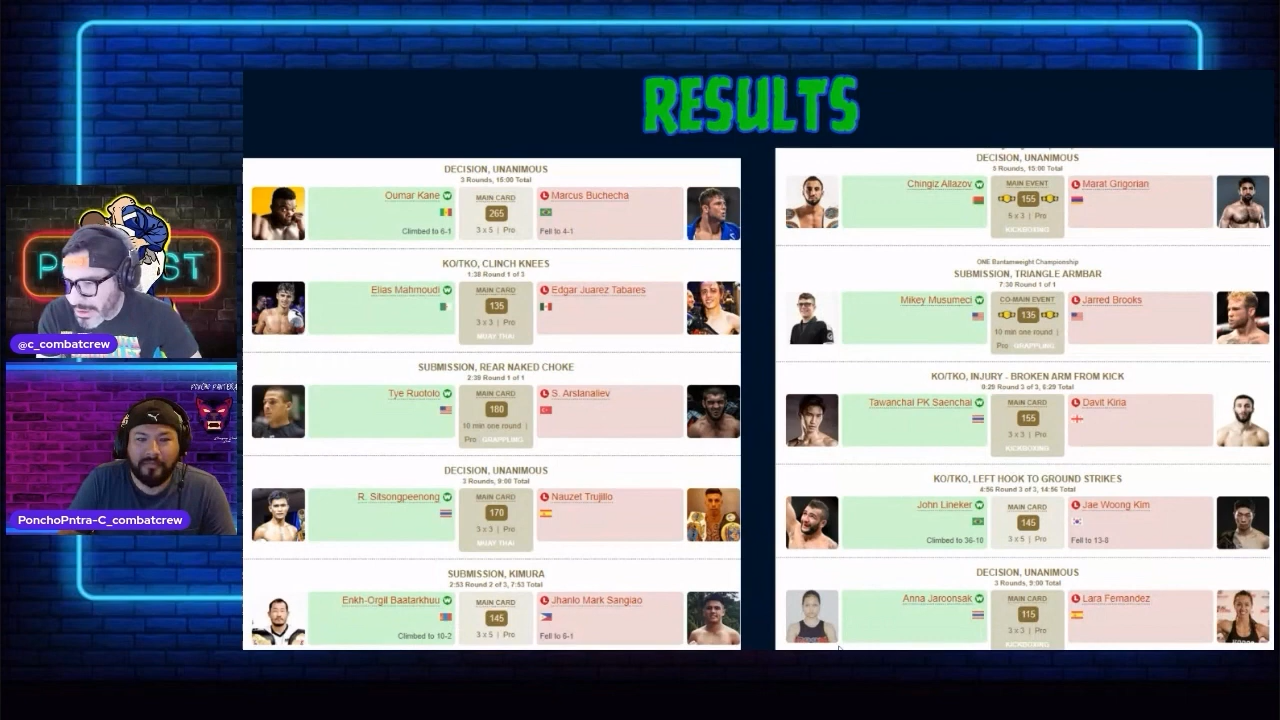 RESULTS
DECISION, UNANIMOUS
3 Rounds, 15:00 Total
Oumar Kane
MAIN CARD
Marcus Buchecha
265
Climbed to 6-1
3 x 5 | Pro
Fell to 4-1
KO/TKO, CLINCH KNEES
1:38 Round 1 of 3
Elias Mahmoudi
MAIN CARD
Edgar Juarez Tabares
135
3 x 3 | Pro
MUAY THAI
SUBMISSION, REAR NAKED CHOKE
2:39 Round 1 of 1
Tye Ruotolo
MAIN CARD
S. Arslanaliev
180
10 min one round |
Pro GRAPPLING
DECISION, UNANIMOUS
3 Rounds, 9:00 Total
R. Sitsongpeenong
MAIN CARD
Nauzet Trujillo
170
3 x 3 | Pro
MUAY THAI
SUBMISSION, KIMURA
2:53 Round 2 of 3, 7:53 Total
Enkh-Orgil Baatarkhuu
MAIN CARD
Jhanlo Mark Sangiao
145
Climbed to 10-2
3 x 5 | Pro
Fell to 6-1
DECISION, UNANIMOUS
5 Rounds, 15:00 Total
Chingiz Allazov
MAIN EVENT
Marat Grigorian
155
5 x 3 | Pro
KICKBOXING
ONE Bantamweight Championship
SUBMISSION, TRIANGLE ARMBAR
7:30 Round 1 of 1
Mikey Musumeci
CO-MAIN EVENT
Jarred Brooks
135
10 min one round |
Pro GRAPPLING
KO/TKO, INJURY - BROKEN ARM FROM KICK
0:29 Round 3 of 3, 6:29 Total
Tawanchai PK Saenchai
MAIN CARD
Davit Kiria
155
3 x 3 | Pro
KICKBOXING
KO/TKO, LEFT HOOK TO GROUND STRIKES
4:56 Round 3 of 3, 14:56 Total
John Lineker
MAIN CARD
Jae Woong Kim
145
Climbed to 36-10
3 x 5 | Pro
Fell to 13-8
DECISION, UNANIMOUS
3 Rounds, 9:00 Total
Anna Jaroonsak
MAIN CARD
Lara Fernandez
115
3 x 3 | Pro
KICKBOXING
@c_combatcrew
PonchoPntra-C_combatcrew